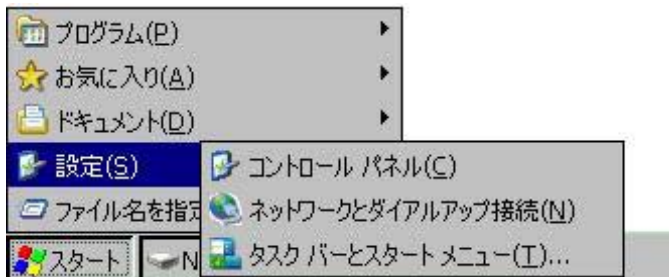 プログラム(P)
お気に入り(A)
ドキュメント(D)
設定(S)
コントロール パネル(C)
ファイル名を指定
ネットワークとダイアルアップ接続(N)
タスク バーとスタート メニュー(T)...
スタート
N